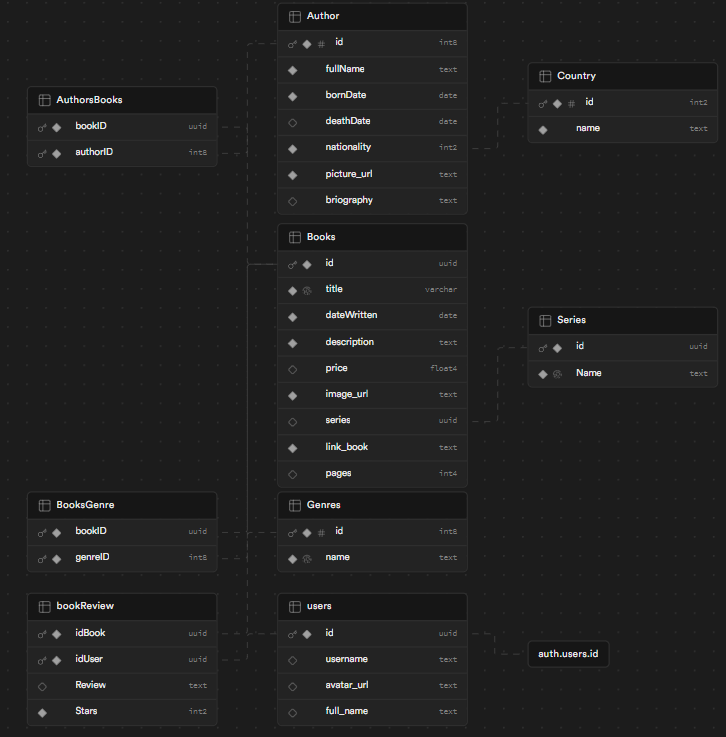 Author
id int8
fullName text
bornDate date
deathDate date
nationality int2
picture_url text
briography text
Country
id int2
name text
AuthorsBooks
bookID uuid
authorID int8
Books
id uuid
title varchar
dateWritten date
description text
price float4
image_url text
series uuid
link_book text
pages int4
Series
id uuid
Name text
BooksGenre
bookID uuid
genreID int8
Genres
id int8
name text
bookReview
idBook uuid
idUser uuid
Review text
Stars int2
users
id uuid
username text
avatar_url text
full_name text
auth.users.id